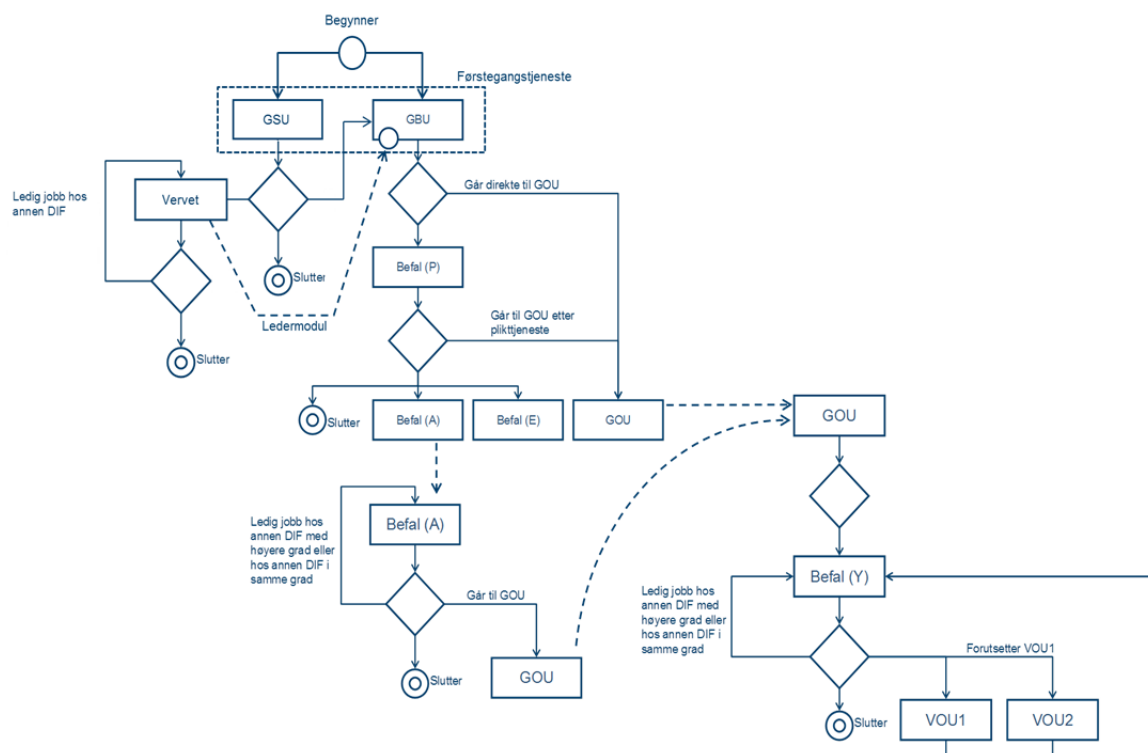 Begynner
Førstegangstjeneste
GSU
GBU
Ledig jobb hos
annen DIF
Vervet
Går direkte til GOU
Slutter
Befal (P)
Ledermodul
Går til GOU etter
plikttjeneste
Slutter
Slutter
Befal (A)
Befal (E)
GOU
GOU
Ledig jobb hos
annen DIF med
høyere grad eller
hos annen DIF i
samme grad
Befal (A)
Går til GOU
Slutter
GOU
Befal (Y)
Ledig jobb hos
annen DIF med
høyere grad eller
hos annen DIF i
samme grad
Forutsetter VOU1
Slutter
VOU1
VOU2